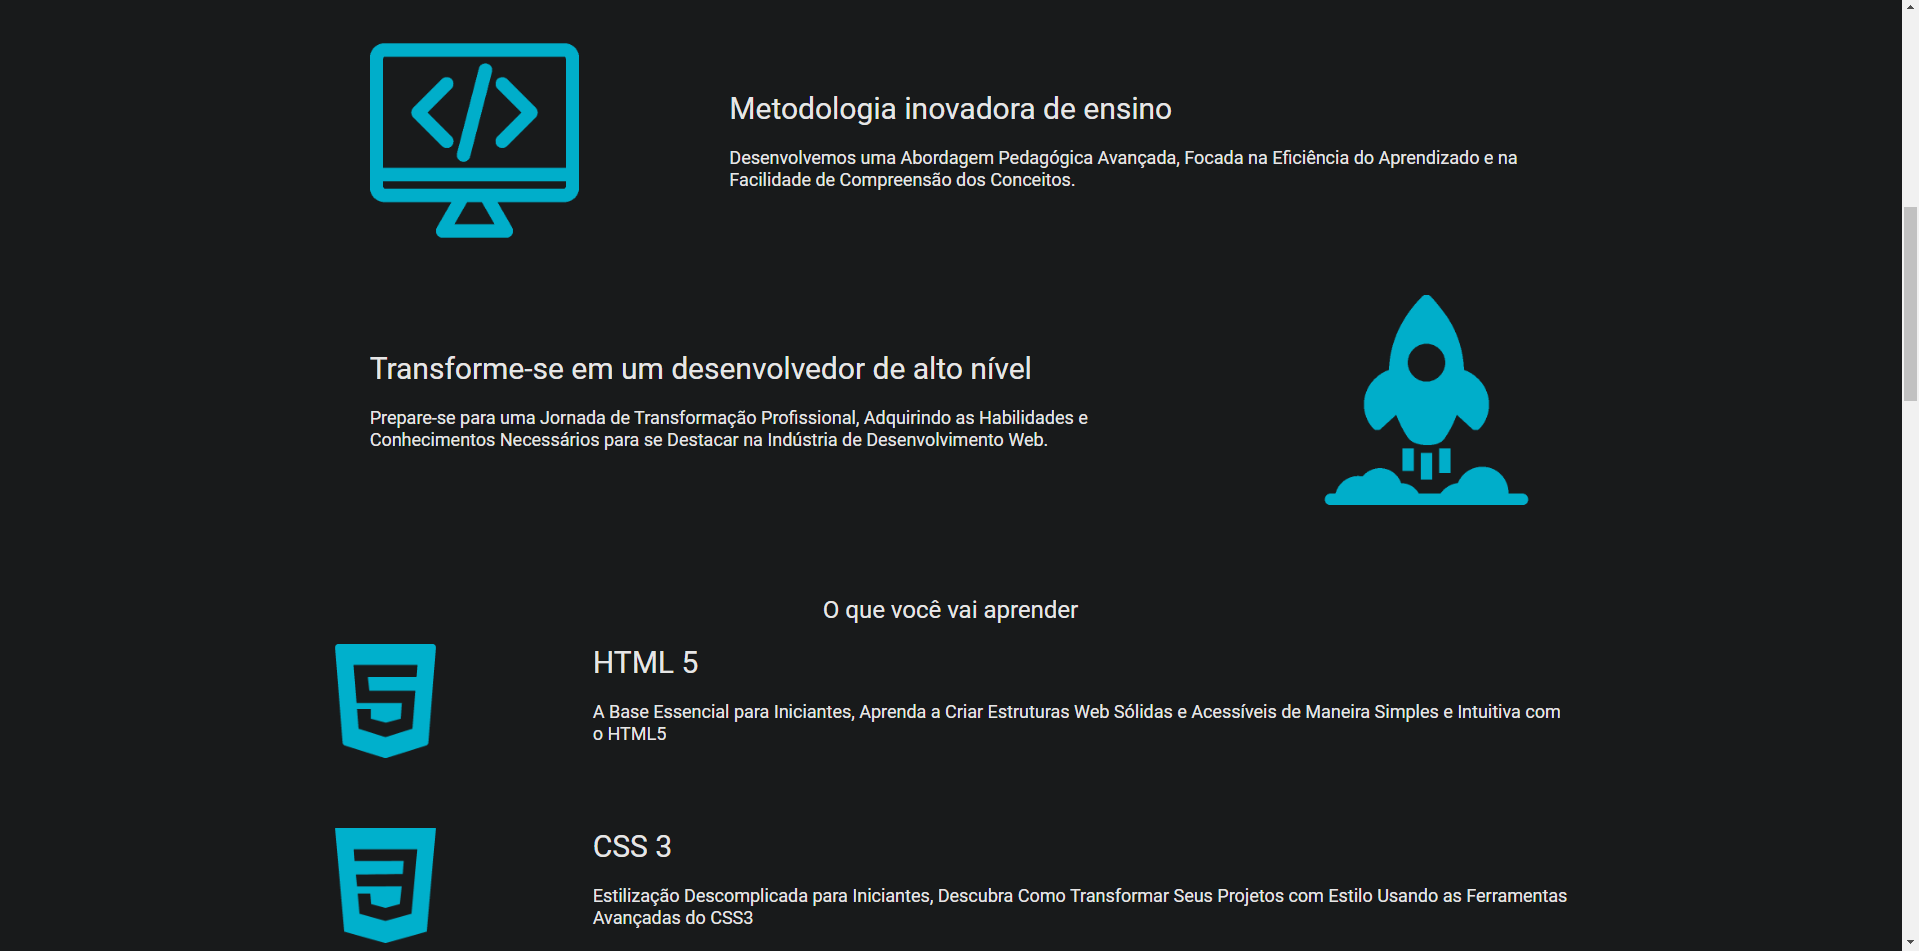 Metodologia inovadora de ensino
Desenvolvemos uma Abordagem Pedagógica Avançada, Focada na Eficiência do Aprendizado e na
Facilidade de Compreensão dos Conceitos.
Transforme-se em um desenvolvedor de alto nível
Prepare-se para uma Jornada de Transformação Profissional, Adquirindo as Habilidades e
Conhecimentos Necessários para se Destacar na Indústria de Desenvolvimento Web.
O que você vai aprender
HTML 5
A Base Essencial para Iniciantes, Aprenda a Criar Estruturas Web Sólidas e Acessíveis de Maneira Simples e Intuitiva com
o HTML5
CSS 3
Estilização Descomplicada para Iniciantes, Descubra Como Transformar Seus Projetos com Estilo Usando as Ferramentas
Avançadas do CSS3